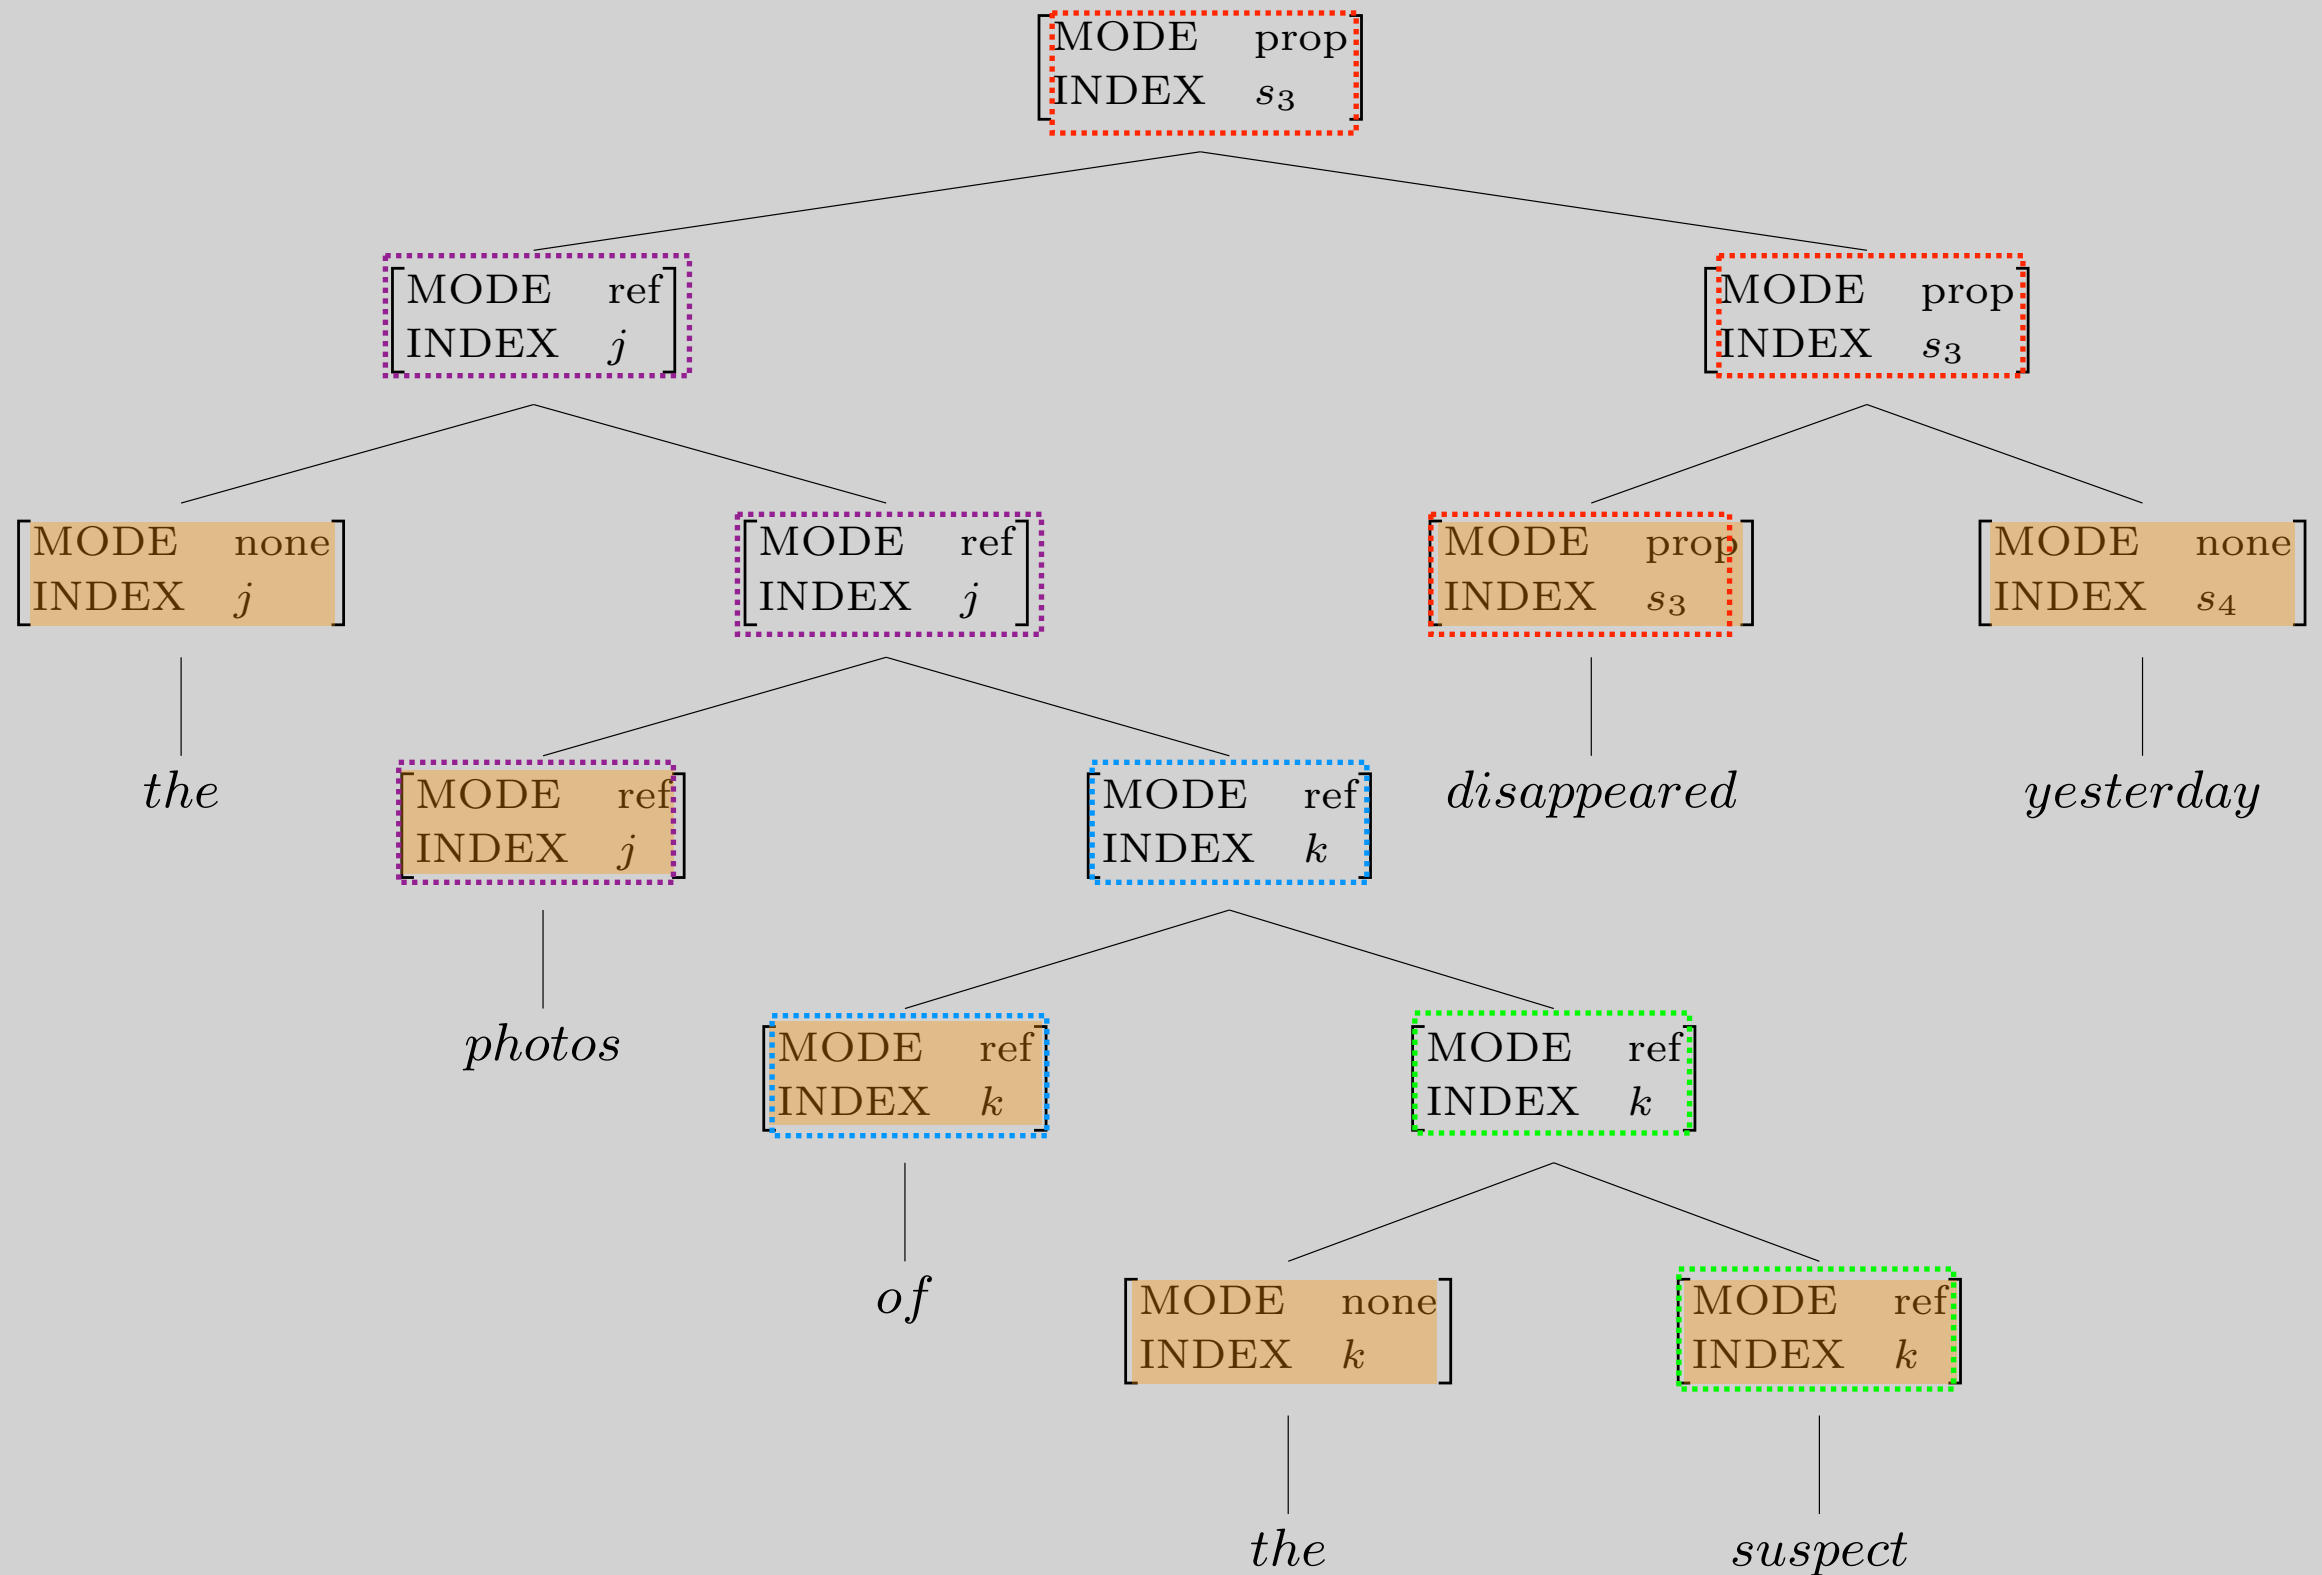 MODE prop
INDEX s₃
MODE ref
INDEX j
MODE prop
INDEX s₃
MODE none
INDEX j
MODE ref
INDEX j
MODE prop
INDEX s₃
MODE none
INDEX s₄
the
MODE ref
INDEX j
MODE ref
INDEX k
disappeared
yesterday
photos
MODE ref
INDEX k
MODE ref
INDEX k
of
MODE none
INDEX k
MODE ref
INDEX k
the
suspect